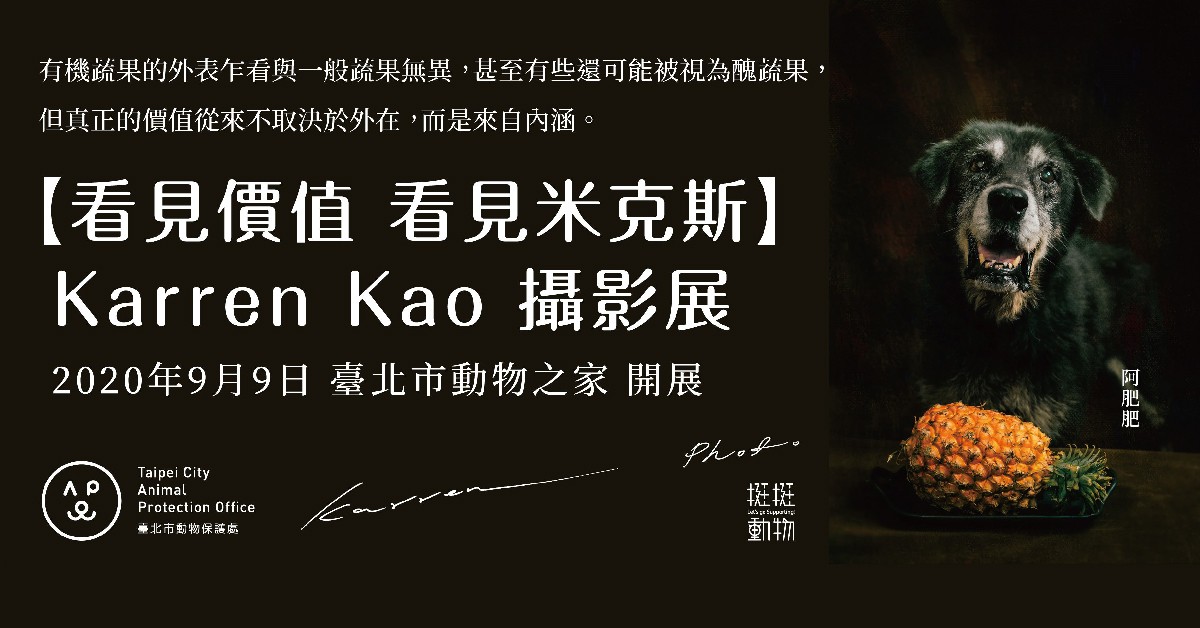 有機蔬果的外表乍看與一般蔬果無異，甚至有些還可能被視為醜蔬果，
但真正的價值從來不取決於外在，而是來自內涵。
【看見價值 看見米克斯】
Karren Kao 攝影展
2020年9月9日 臺北市動物之家 開展
阿肥肥
APO
Taipei City
Animal
Protection Office
臺北市動物保護處
Karren
Photo
挺挺
Let's go Supporting!
動物